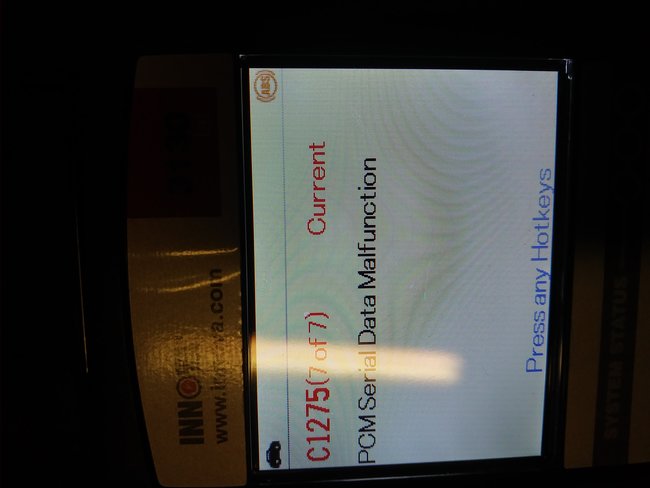 INNOVA
www.innova.com
ABS
C1275(7 of 7) Current
PCM Serial Data Malfunction
Press any Hotkeys
SYSTEM STATUS